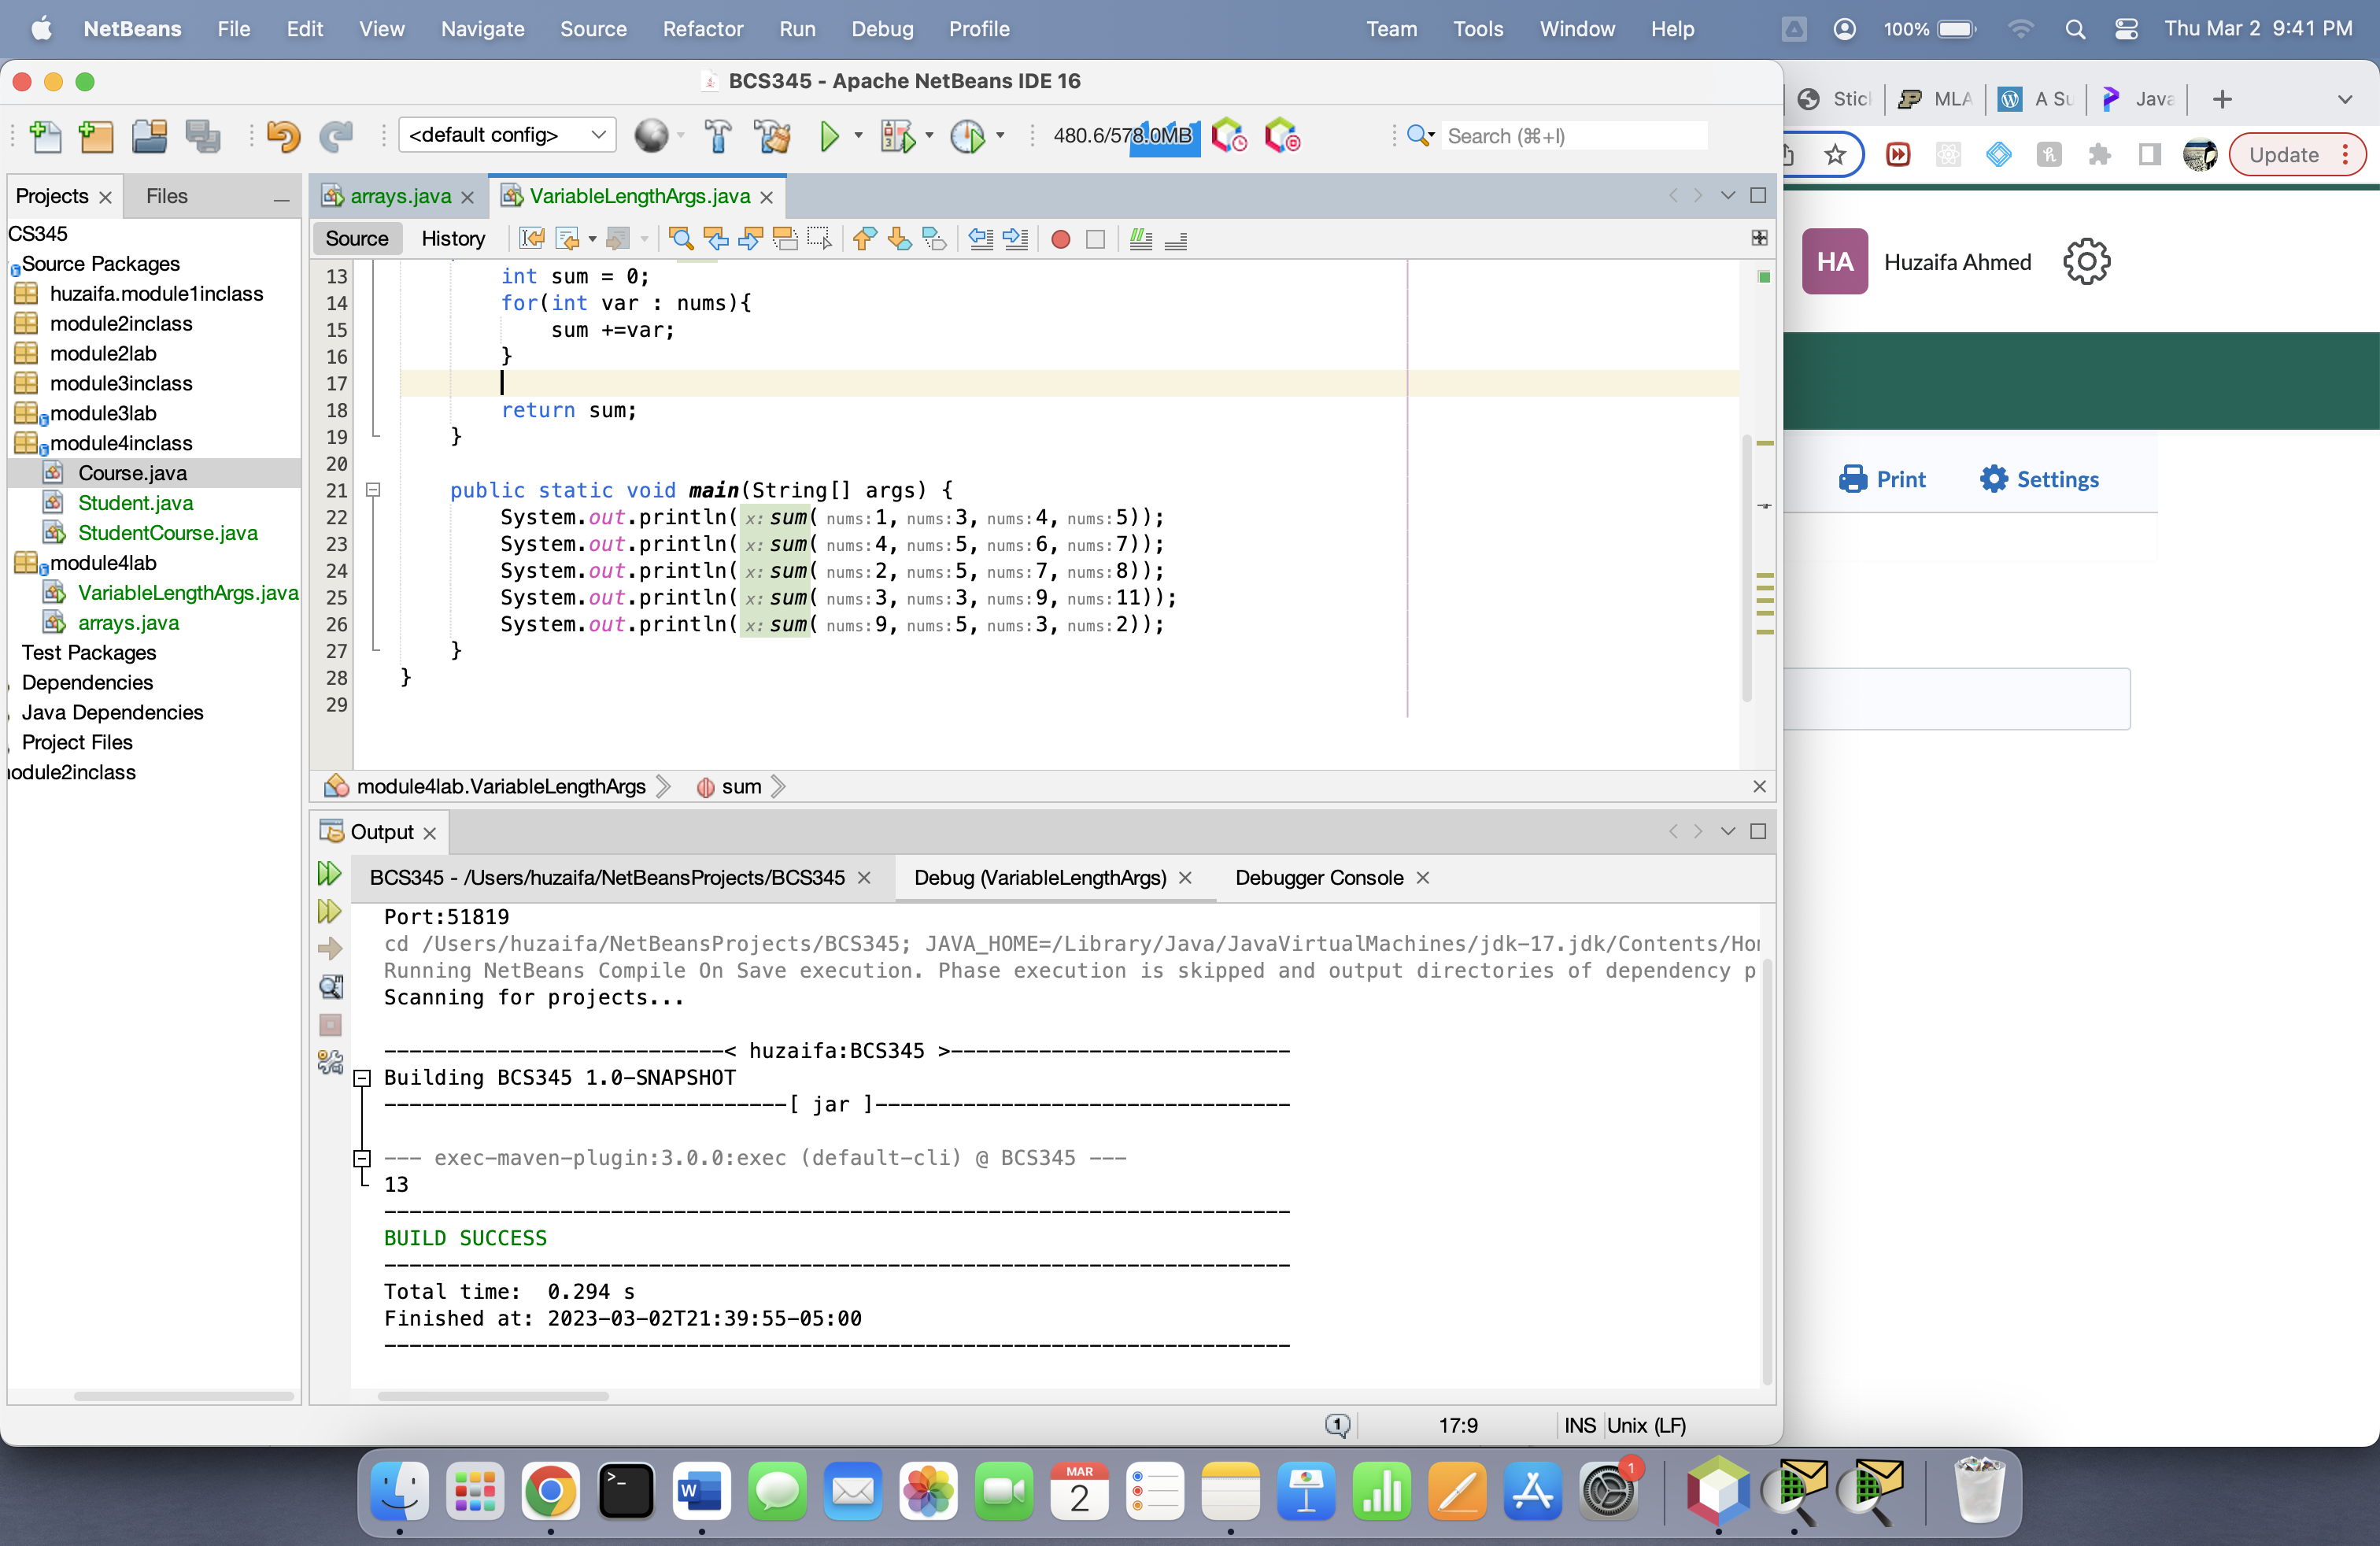 NetBeans File Edit View Navigate Source Refactor Run Debug Profile Team Tools Window Help 100% Thu Mar 2 9:41 PM
BCS345 - Apache NetBeans IDE 16
Stic MLA A Su Java
<default config> 480.6/578.0MB Search (⌘+I)
Update
Projects Files
arrays.java VariableLengthArgs.java
Source History
CS345
Source Packages
huzaifa.module1inclass
module2inclass
module2lab
module3inclass
module3lab
module4inclass
Course.java
Student.java
StudentCourse.java
module4lab
VariableLengthArgs.java
arrays.java
Test Packages
Dependencies
Java Dependencies
Project Files
odule2inclass
13 int sum = 0;
14 for(int var : nums){
15 sum +=var;
16 }
17
18 return sum;
19 }
20
21 public static void main(String[] args) {
22 System.out.println( x: sum( nums: 1, nums: 3, nums: 4, nums: 5));
23 System.out.println( x: sum( nums: 4, nums: 5, nums: 6, nums: 7));
24 System.out.println( x: sum( nums: 2, nums: 5, nums: 7, nums: 8));
25 System.out.println( x: sum( nums: 3, nums: 3, nums: 9, nums: 11));
26 System.out.println( x: sum( nums: 9, nums: 5, nums: 3, nums: 2));
27 }
28 }
29
module4lab.VariableLengthArgs sum
HA Huzaifa Ahmed
Print Settings
Output
BCS345 - /Users/huzaifa/NetBeansProjects/BCS345 Debug (VariableLengthArgs) Debugger Console
Port:51819
cd /Users/huzaifa/NetBeansProjects/BCS345; JAVA_HOME=/Library/Java/JavaVirtualMachines/jdk-17.jdk/Contents/Ho
Running NetBeans Compile On Save execution. Phase execution is skipped and output directories of dependency p
Scanning for projects...
---------------------------< huzaifa:BCS345 >---------------------------
Building BCS345 1.0-SNAPSHOT
--------------------------------[ jar ]---------------------------------
--- exec-maven-plugin:3.0.0:exec (default-cli) @ BCS345 ---
13
------------------------------------------------------------------------
BUILD SUCCESS
------------------------------------------------------------------------
Total time:  0.294 s
Finished at: 2023-03-02T21:39:55-05:00
------------------------------------------------------------------------
1 17:9 INS Unix (LF)
MAR
2
1